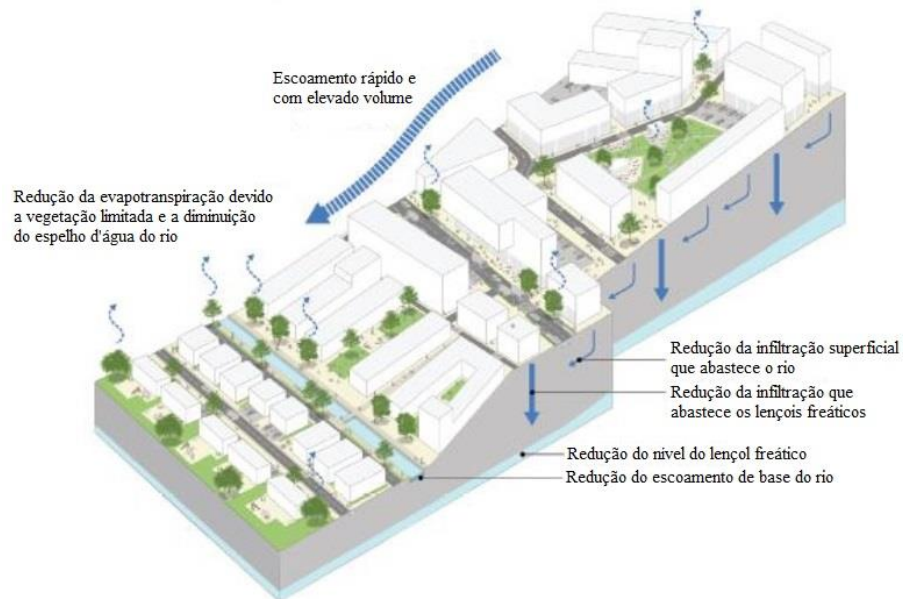 Escoamento rápido e
com elevado volume
Redução da evapotranspiração devido
a vegetação limitada e a diminuição
do espelho d'água do rio
Redução da infiltração superficial
que abastece o rio
Redução da infiltração que
abastece os lençois freáticos
Redução do nivel do lençol freático
Redução do escoamento de base do rio